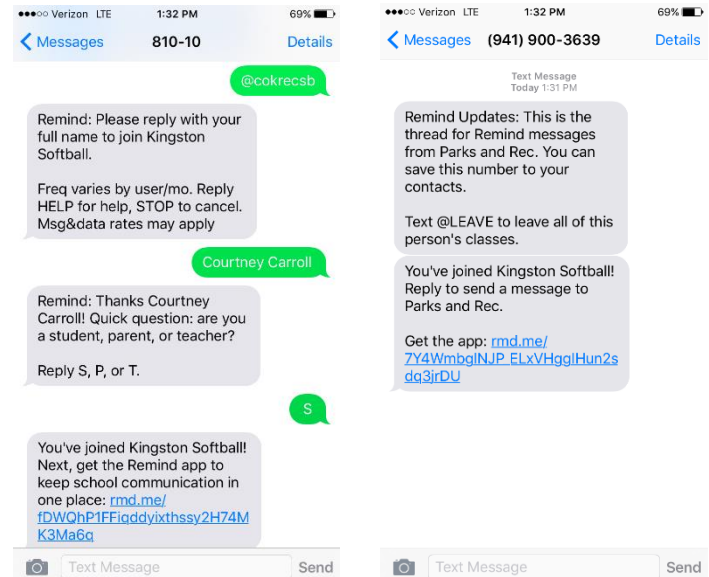 Verizon LTE 1:32 PM 69%
Messages 810-10 Details
@cokrecsb
Remind: Please reply with your
full name to join Kingston
Softball.
Freq varies by user/mo. Reply
HELP for help, STOP to cancel.
Msg&data rates may apply
Courtney Carroll
Remind: Thanks Courtney
Carroll! Quick question: are you
a student, parent, or teacher?
Reply S, P, or T.
S
You've joined Kingston Softball!
Next, get the Remind app to
keep school communication in
one place: rmd.me/
fDWQhP1FFiqddyixthssy2H74M
K3Ma6q
Text Message Send
Verizon LTE 1:32 PM 69%
Messages (941) 900-3639 Details
Text Message
Today 1:31 PM
Remind Updates: This is the
thread for Remind messages
from Parks and Rec. You can
save this number to your
contacts.
Text @LEAVE to leave all of this
person's classes.
You've joined Kingston Softball!
Reply to send a message to
Parks and Rec.
Get the app: rmd.me/
7Y4WmbglNJP_ELxVHgglHun2s
dq3jrDU
Text Message Send